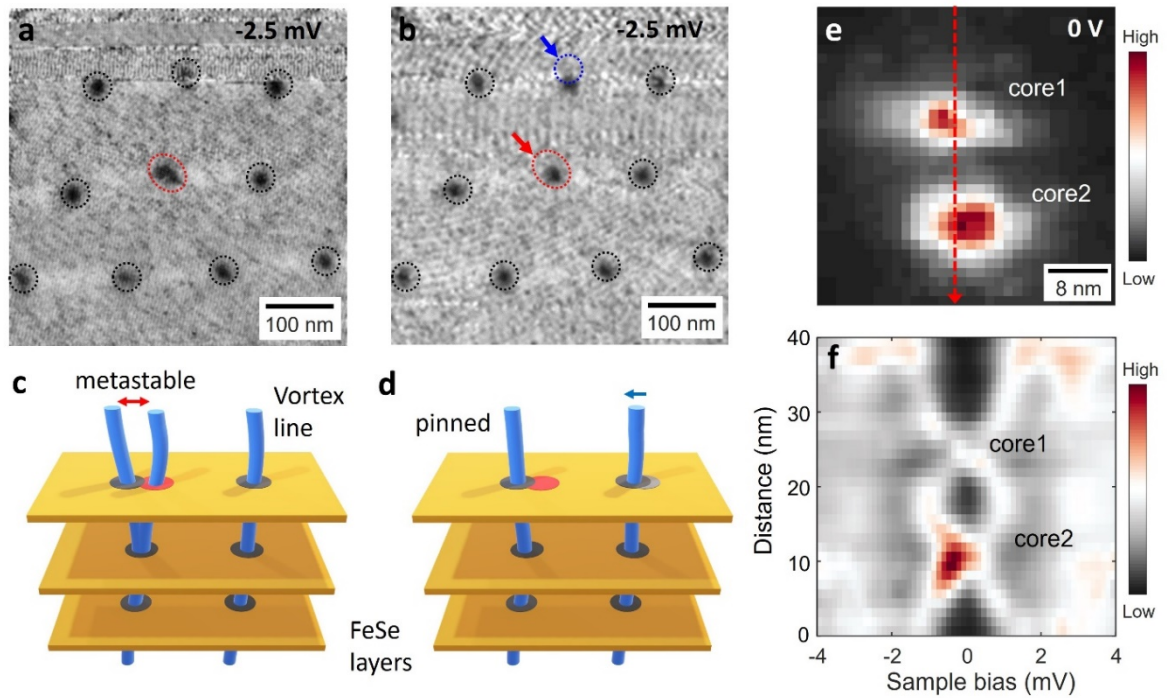 a
-2.5 mV
100 nm
b
-2.5 mV
100 nm
c
metastable
Vortex
line
FeSe
layers
d
pinned
e
0 V
core1
core2
8 nm
High
Low
f
40
30
20
10
0
Distance (nm)
core1
core2
-4
-2
0
2
4
Sample bias (mV)
High
Low